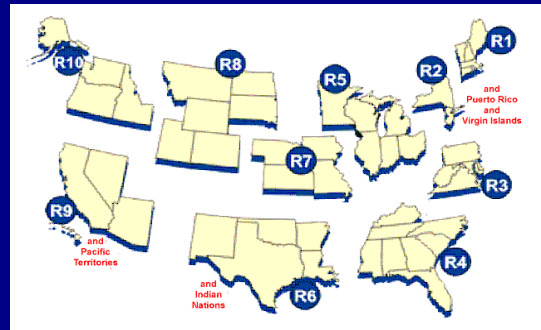 R1
R2
R5
R8
R10
and
Puerto Rico
and
Virgin Islands
R7
R3
R9
and
Pacific
Territories
R4
and
Indian
Nations
R6